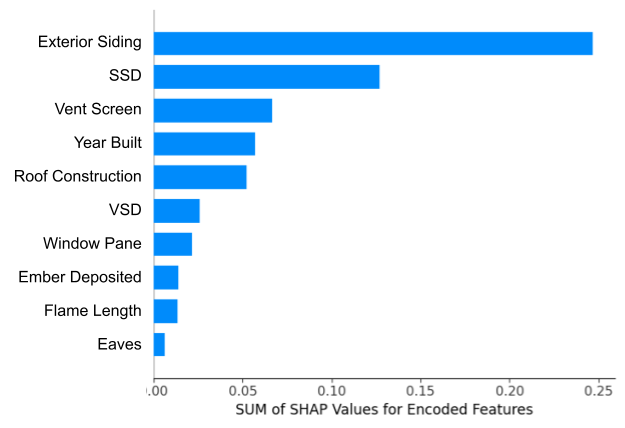 Exterior Siding
SSD
Vent Screen
Year Built
Roof Construction
VSD
Window Pane
Ember Deposited
Flame Length
Eaves
.00 0.05 0.10 0.15 0.20 0.25
SUM of SHAP Values for Encoded Features